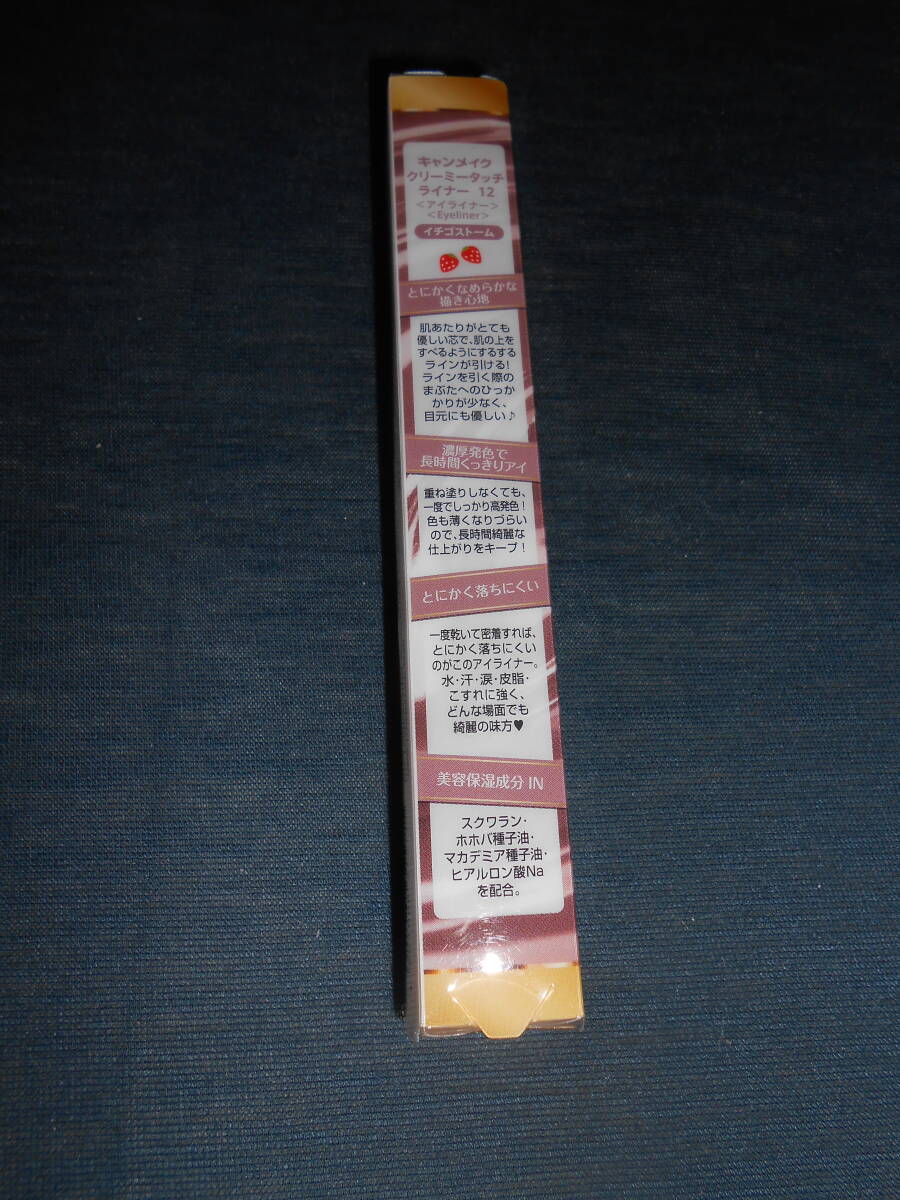 キャンメイク
クリーミータッチ
ライナー 12
＜アイライナー＞
＜Eyeliner＞
イチゴストーム
とにかくなめらかな
描き心地
肌あたりがとても
優しい芯で、肌の上を
すべるようにするする
ラインが引ける!
ラインを引く際の
まぶたへのひっか
かりが少なく、
目元にも優しい♪
濃厚発色で
長時間くっきりアイ
重ね塗りしなくても、
一度でしっかり高発色!
色も薄くなりづらい
ので、長時間綺麗な
仕上がりをキープ!
とにかく落ちにくい
一度乾いて密着すれば、
とにかく落ちにくい
のがこのアイライナー。
水・汗・涙・皮脂・
こすれに強く、
どんな場面でも
綺麗の味方♥
美容保湿成分 IN
スクワラン・
ホホバ種子油・
マカデミア種子油・
ヒアルロン酸Na
を配合。